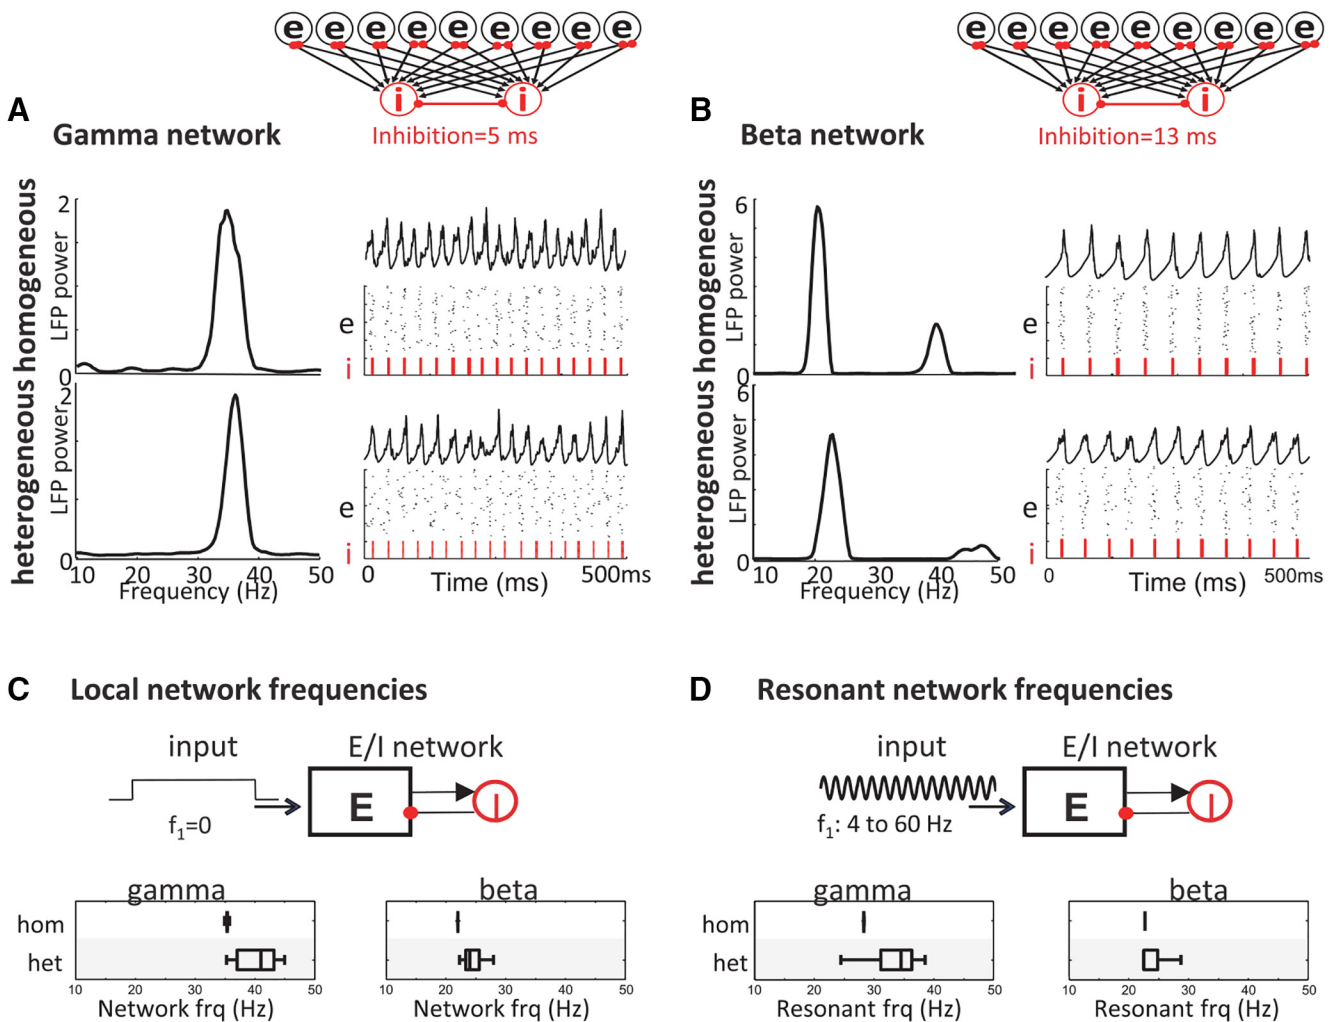 e e e e e e e e e
i i
A
Gamma network
Inhibition=5 ms
homogeneous
heterogeneous
2
LFP power
0
e
i
2
LFP power
0
10 20 30 40 50
Frequency (Hz)
e
i
0 500ms
Time (ms)
e e e e e e e e e
i i
B
Beta network
Inhibition=13 ms
homogeneous
heterogeneous
6
LFP power
0
e
i
6
LFP power
0
10 20 30 40 50
Frequency (Hz)
e
i
0 500ms
Time (ms)
C
Local network frequencies
input
E/I network
f1=0
E
I
gamma
beta
hom
het
10 20 30 40 50
Network frq (Hz)
10 20 30 40 50
Network frq (Hz)
D
Resonant network frequencies
input
E/I network
f1: 4 to 60 Hz
E
I
gamma
beta
hom
het
10 20 30 40 50
Resonant frq (Hz)
10 20 30 40 50
Resonant frq (Hz)